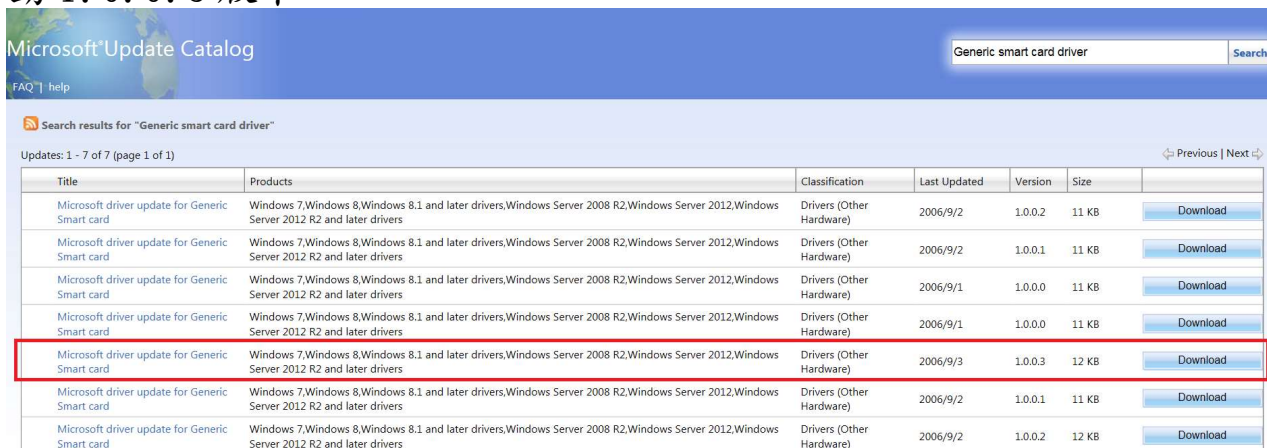 Microsoft® Update Catalog
Generic smart card driver
Search
FAQ | help
Search results for "Generic smart card driver"
Updates: 1 - 7 of 7 (page 1 of 1)
Previous | Next
Title Products Classification Last Updated Version Size
Microsoft driver update for Generic Windows 7,Windows 8,Windows 8.1 and later drivers,Windows Server 2008 R2,Windows Server 2012,Windows Drivers (Other
Smart card Server 2012 R2 and later drivers Hardware) 2006/9/2 1.0.0.2 11 KB Download
Microsoft driver update for Generic Windows 7,Windows 8,Windows 8.1 and later drivers,Windows Server 2008 R2,Windows Server 2012,Windows Drivers (Other
Smart card Server 2012 R2 and later drivers Hardware) 2006/9/2 1.0.0.1 11 KB Download
Microsoft driver update for Generic Windows 7,Windows 8,Windows 8.1 and later drivers,Windows Server 2008 R2,Windows Server 2012,Windows Drivers (Other
Smart card Server 2012 R2 and later drivers Hardware) 2006/9/1 1.0.0.0 11 KB Download
Microsoft driver update for Generic Windows 7,Windows 8,Windows 8.1 and later drivers,Windows Server 2008 R2,Windows Server 2012,Windows Drivers (Other
Smart card Server 2012 R2 and later drivers Hardware) 2006/9/1 1.0.0.0 11 KB Download
Microsoft driver update for Generic Windows 7,Windows 8,Windows 8.1 and later drivers,Windows Server 2008 R2,Windows Server 2012,Windows Drivers (Other
Smart card Server 2012 R2 and later drivers Hardware) 2006/9/3 1.0.0.3 12 KB Download
Microsoft driver update for Generic Windows 7,Windows 8,Windows 8.1 and later drivers,Windows Server 2008 R2,Windows Server 2012,Windows Drivers (Other
Smart card Server 2012 R2 and later drivers Hardware) 2006/9/2 1.0.0.1 11 KB Download
Microsoft driver update for Generic Windows 7,Windows 8,Windows 8.1 and later drivers,Windows Server 2008 R2,Windows Server 2012,Windows Drivers (Other
Smart card Server 2012 R2 and later drivers Hardware) 2006/9/2 1.0.0.2 12 KB Download